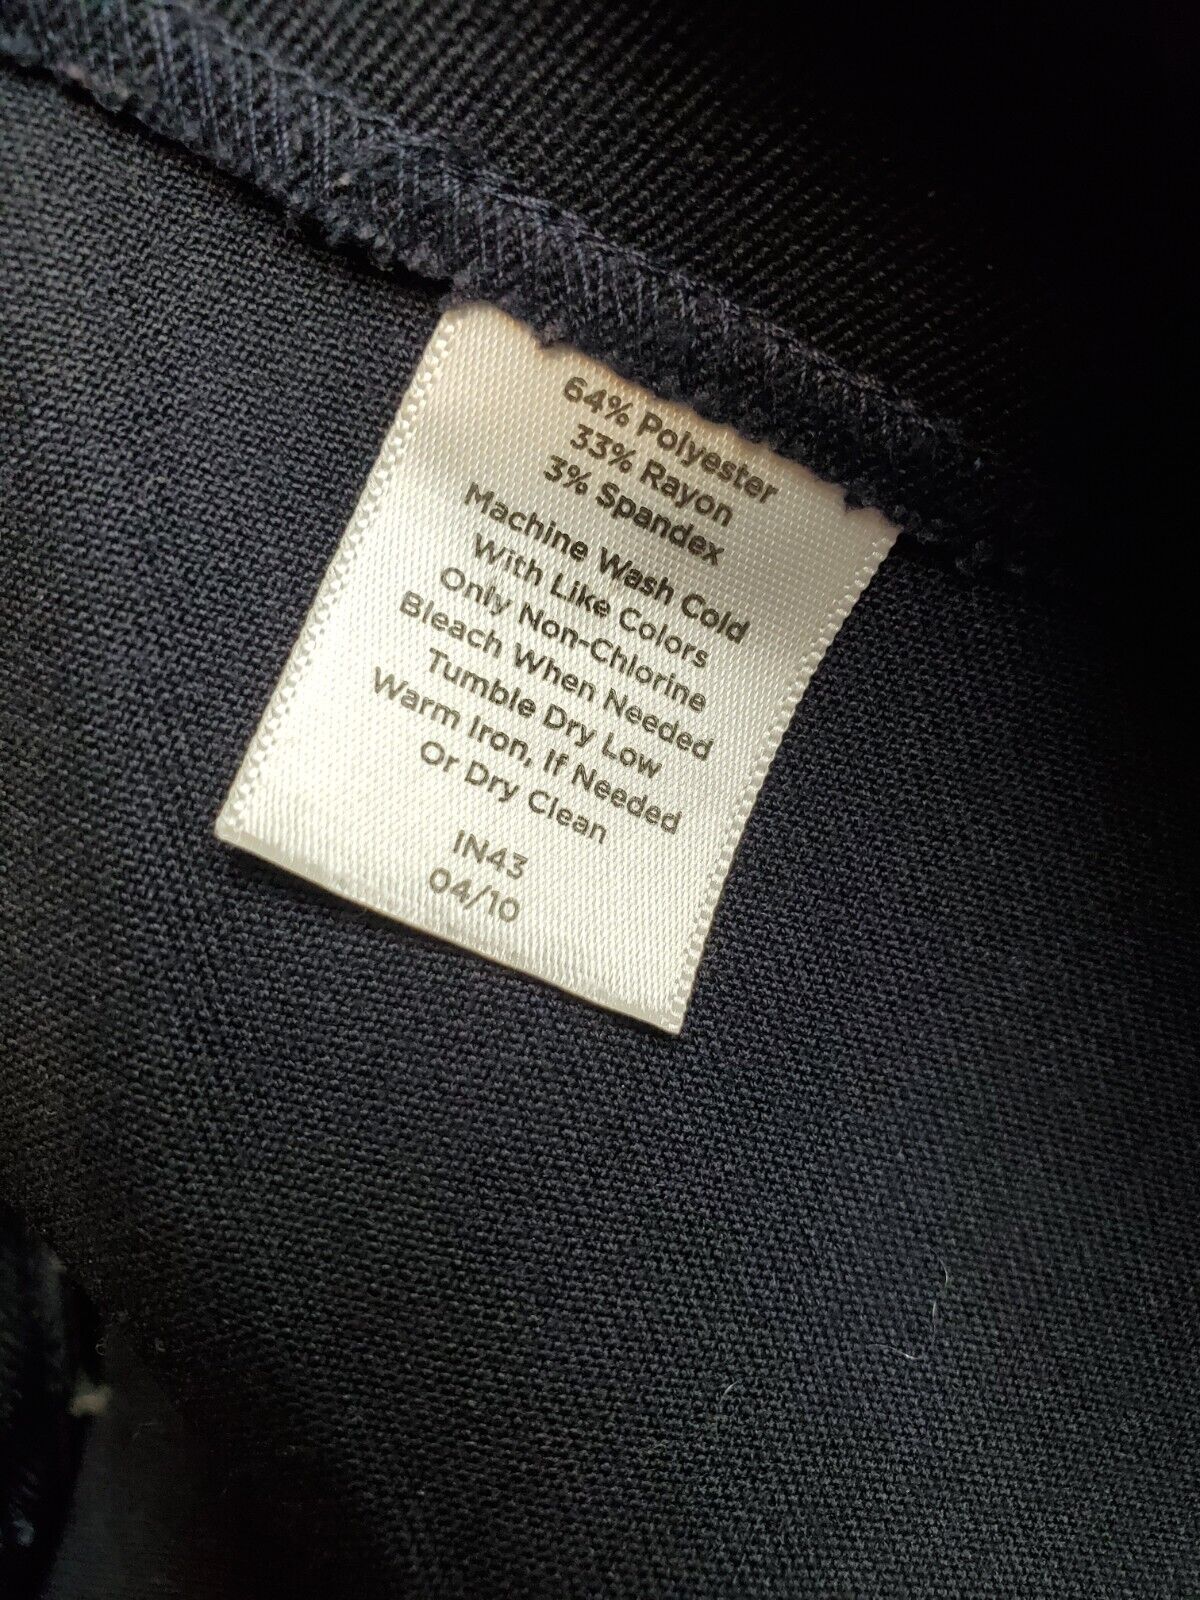 64% Polyester
33% Rayon
3% Spandex
Machine Wash Cold
With Like Colors
Only Non-Chlorine
Bleach When Needed
Tumble Dry Low
Warm Iron, If Needed
Or Dry Clean
IN43
04/10